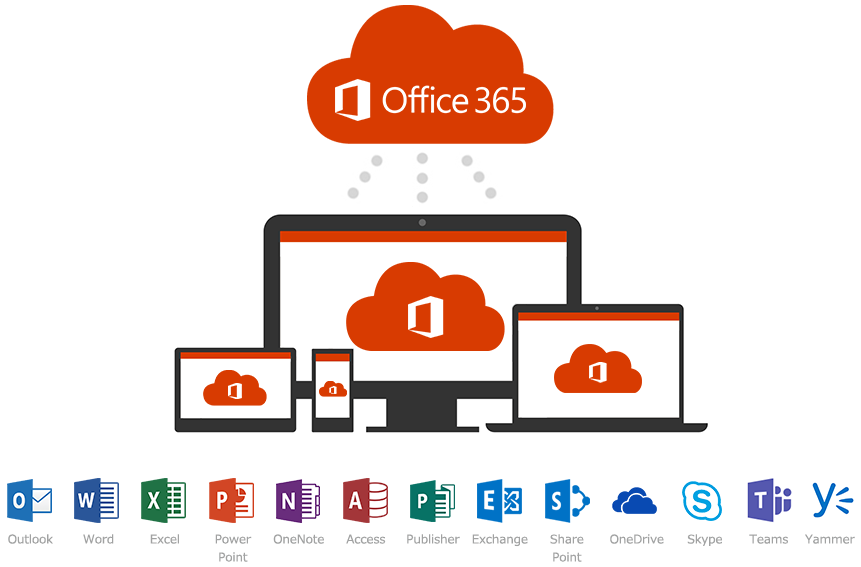 Office 365
O
W
X
P
N
A
P
E
S
S
T
Outlook
Word
Excel
Power
Point
OneNote
Access
Publisher
Exchange
Share
Point
OneDrive
Skype
Teams
Yammer